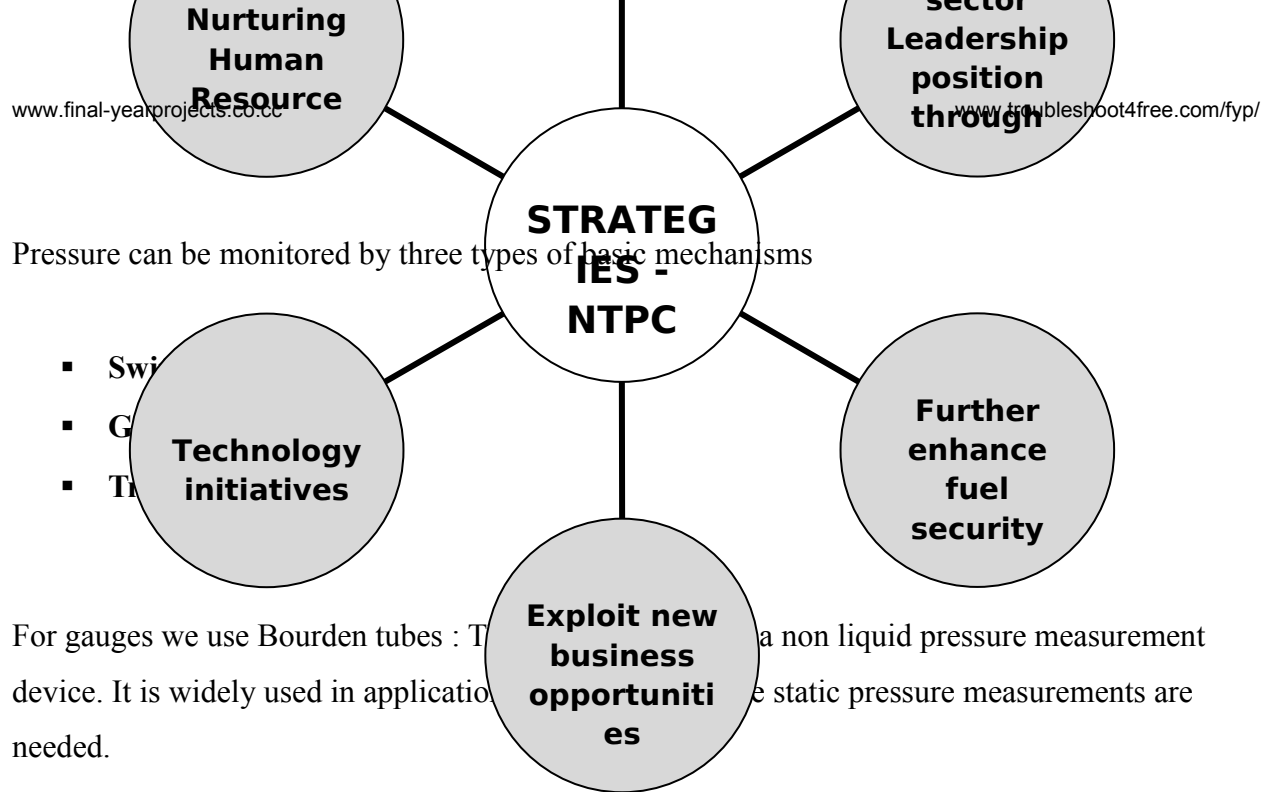 Nurturing
Human
Resource
sector
Leadership
position
through
www.final-yearprojects.co.cc
www.troubleshoot4free.com/fyp/
STRATEG
IES -
NTPC
Pressure can be monitored by three types of basic mechanisms
Technology
initiatives
Further
enhance
fuel
security
Exploit new
business
opportuniti
es
For gauges we use Bourden tubes : a non liquid pressure measurement
device. It is widely used in static pressure measurements are
needed.